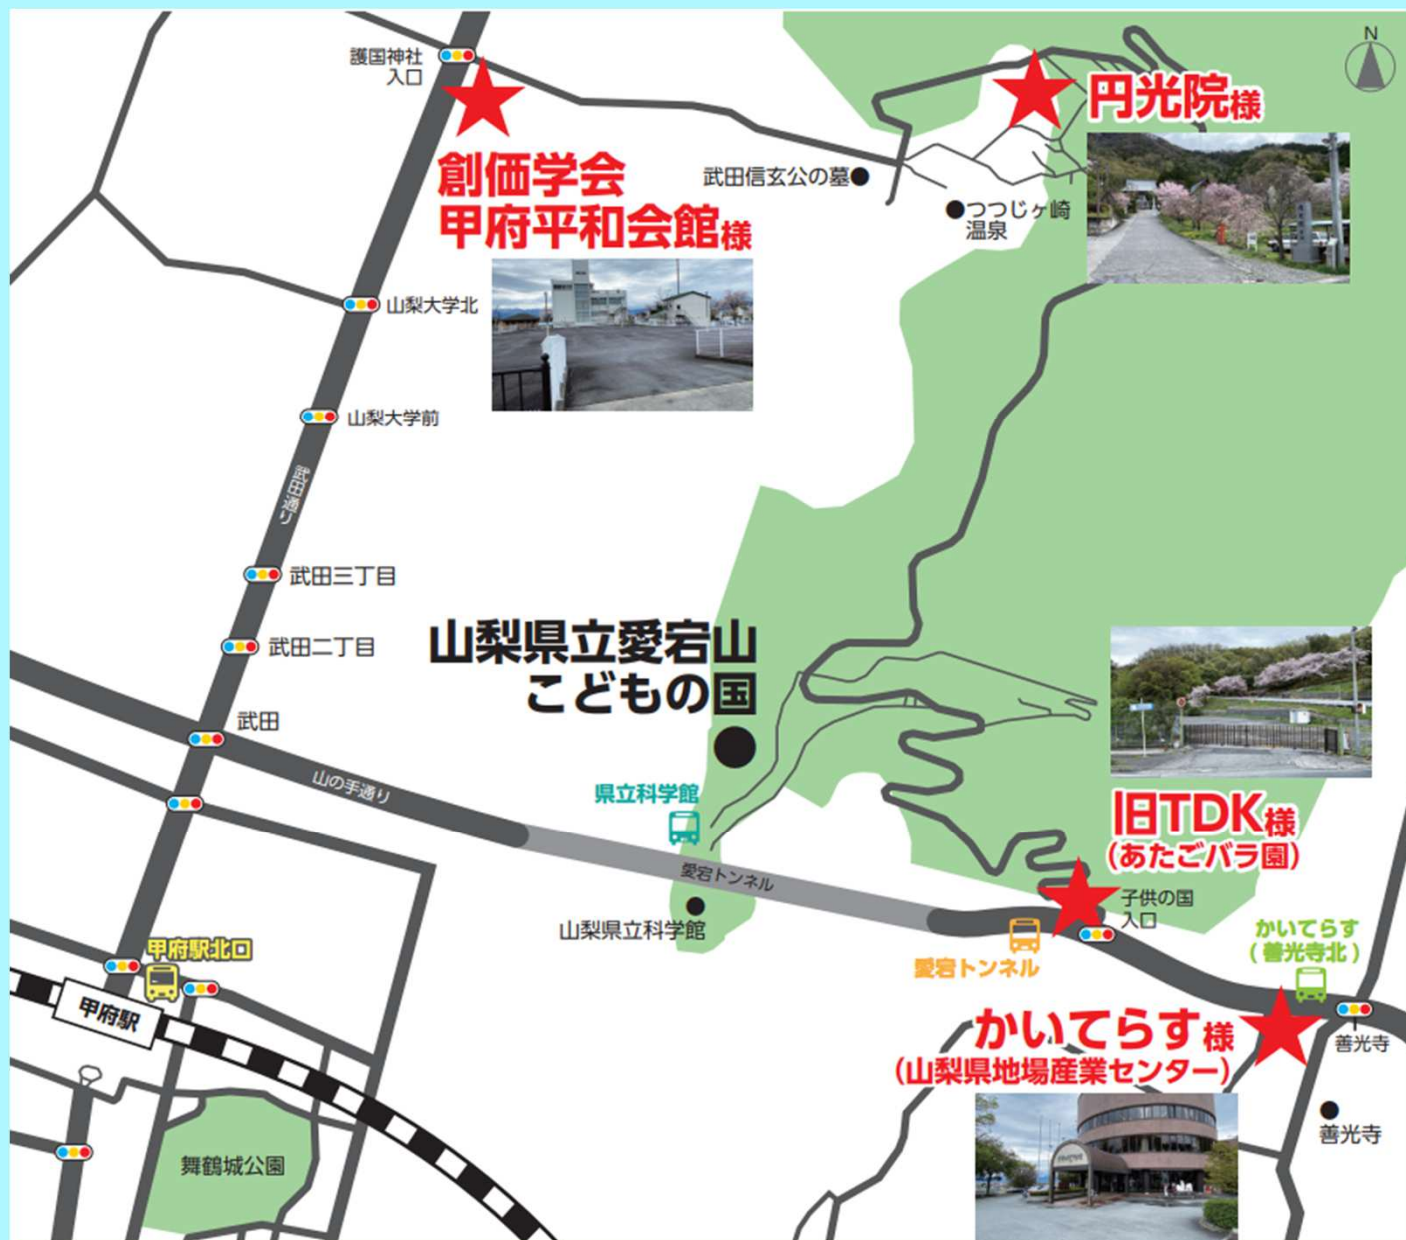 N
護国神社
入口
円光院様
創価学会
甲府平和会館様
武田信玄公の墓
つつじヶ崎
温泉
山梨大学北
山梨大学前
武田通り
武田三丁目
武田二丁目
山梨県立愛宕山
こどもの国
武田
山の手通り
県立科学館
旧TDK様
(あたごバラ園)
愛宕トンネル
子供の国
入口
山梨県立科学館
かいてらす
(善光寺北)
甲府駅北口
愛宕トンネル
甲府駅
かいてらす様
(山梨県地場産業センター)
善光寺
善光寺
舞鶴城公園